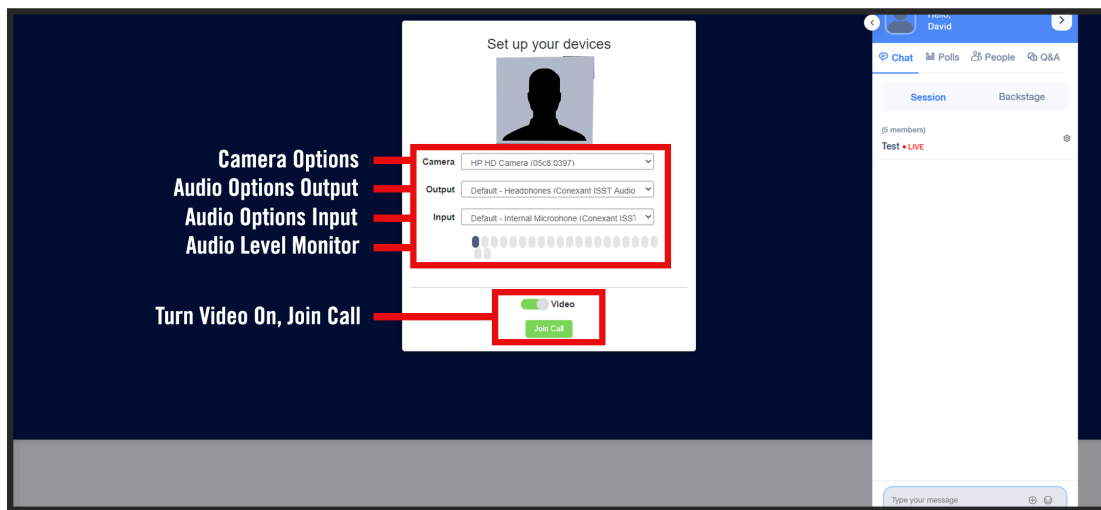 Set up your devices
Camera Options
Audio Options Output
Audio Options Input
Audio Level Monitor
Camera HP HD Camera (05c8:0397)
Output Default - Headphones (Conexant ISST Audio
Input Default - Internal Microphone (Conexant ISST
Turn Video On, Join Call
Video
Join Call
Hello,
David
Chat Polls People Q&A
Session Backstage
(5 members)
Test • LIVE
Type your message